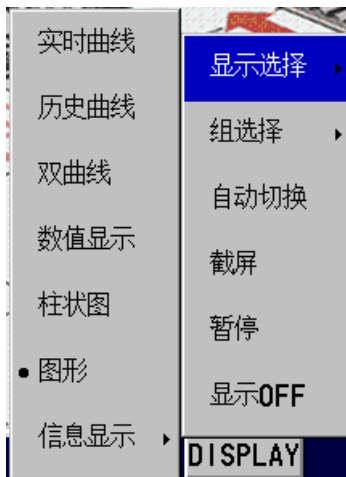 实时曲线
历史曲线
双曲线
数值显示
柱状图
图形
信息显示
显示选择
组选择
自动切换
截屏
暂停
显示OFF
DISPLAY